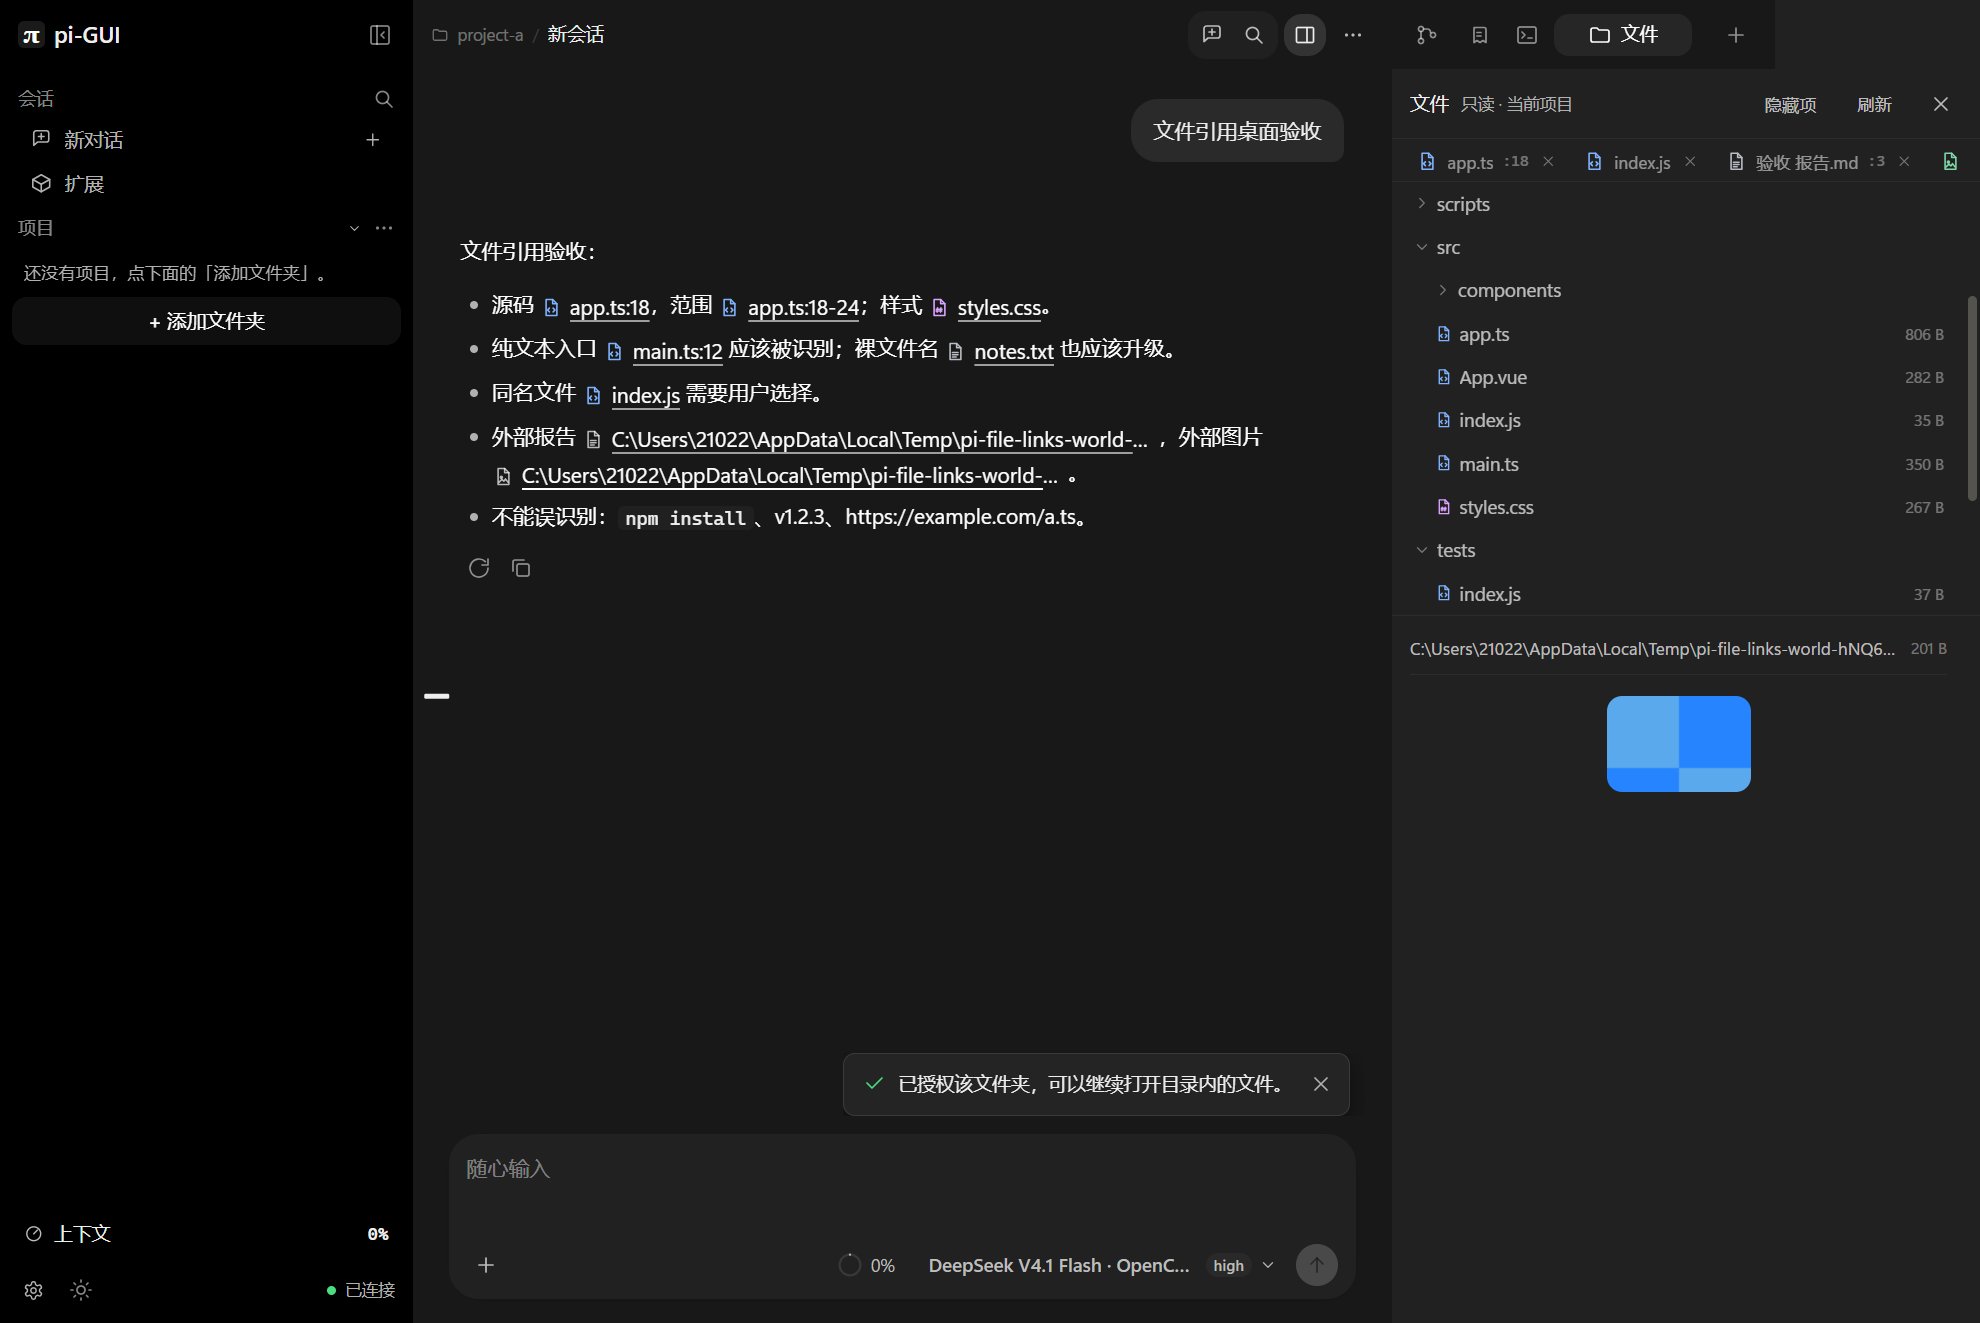 π pi-GUI
会话
新对话
扩展
项目
还没有项目，点下面的「添加文件夹」。
+ 添加文件夹
上下文 0%
已连接
project-a / 新会话
文件引用桌面验收
文件引用验收：
源码 app.ts:18，范围 app.ts:18-24；样式 styles.css。
纯文本入口 main.ts:12 应该被识别；裸文件名 notes.txt 也应该升级。
同名文件 index.js 需要用户选择。
外部报告 C:\Users\21022\AppData\Local\Temp\pi-file-links-world-... ，外部图片
C:\Users\21022\AppData\Local\Temp\pi-file-links-world-... 。
不能误识别：npm install、v1.2.3、https://example.com/a.ts。
已授权该文件夹，可以继续打开目录内的文件。
随心输入
0% DeepSeek V4.1 Flash · OpenC... high
文件
文件 只读 · 当前项目 隐藏项 刷新
app.ts :18 index.js 验收 报告.md :3
scripts
src
components
app.ts 806 B
App.vue 282 B
index.js 35 B
main.ts 350 B
styles.css 267 B
tests
index.js 37 B
C:\Users\21022\AppData\Local\Temp\pi-file-links-world-hNQ6... 201 B